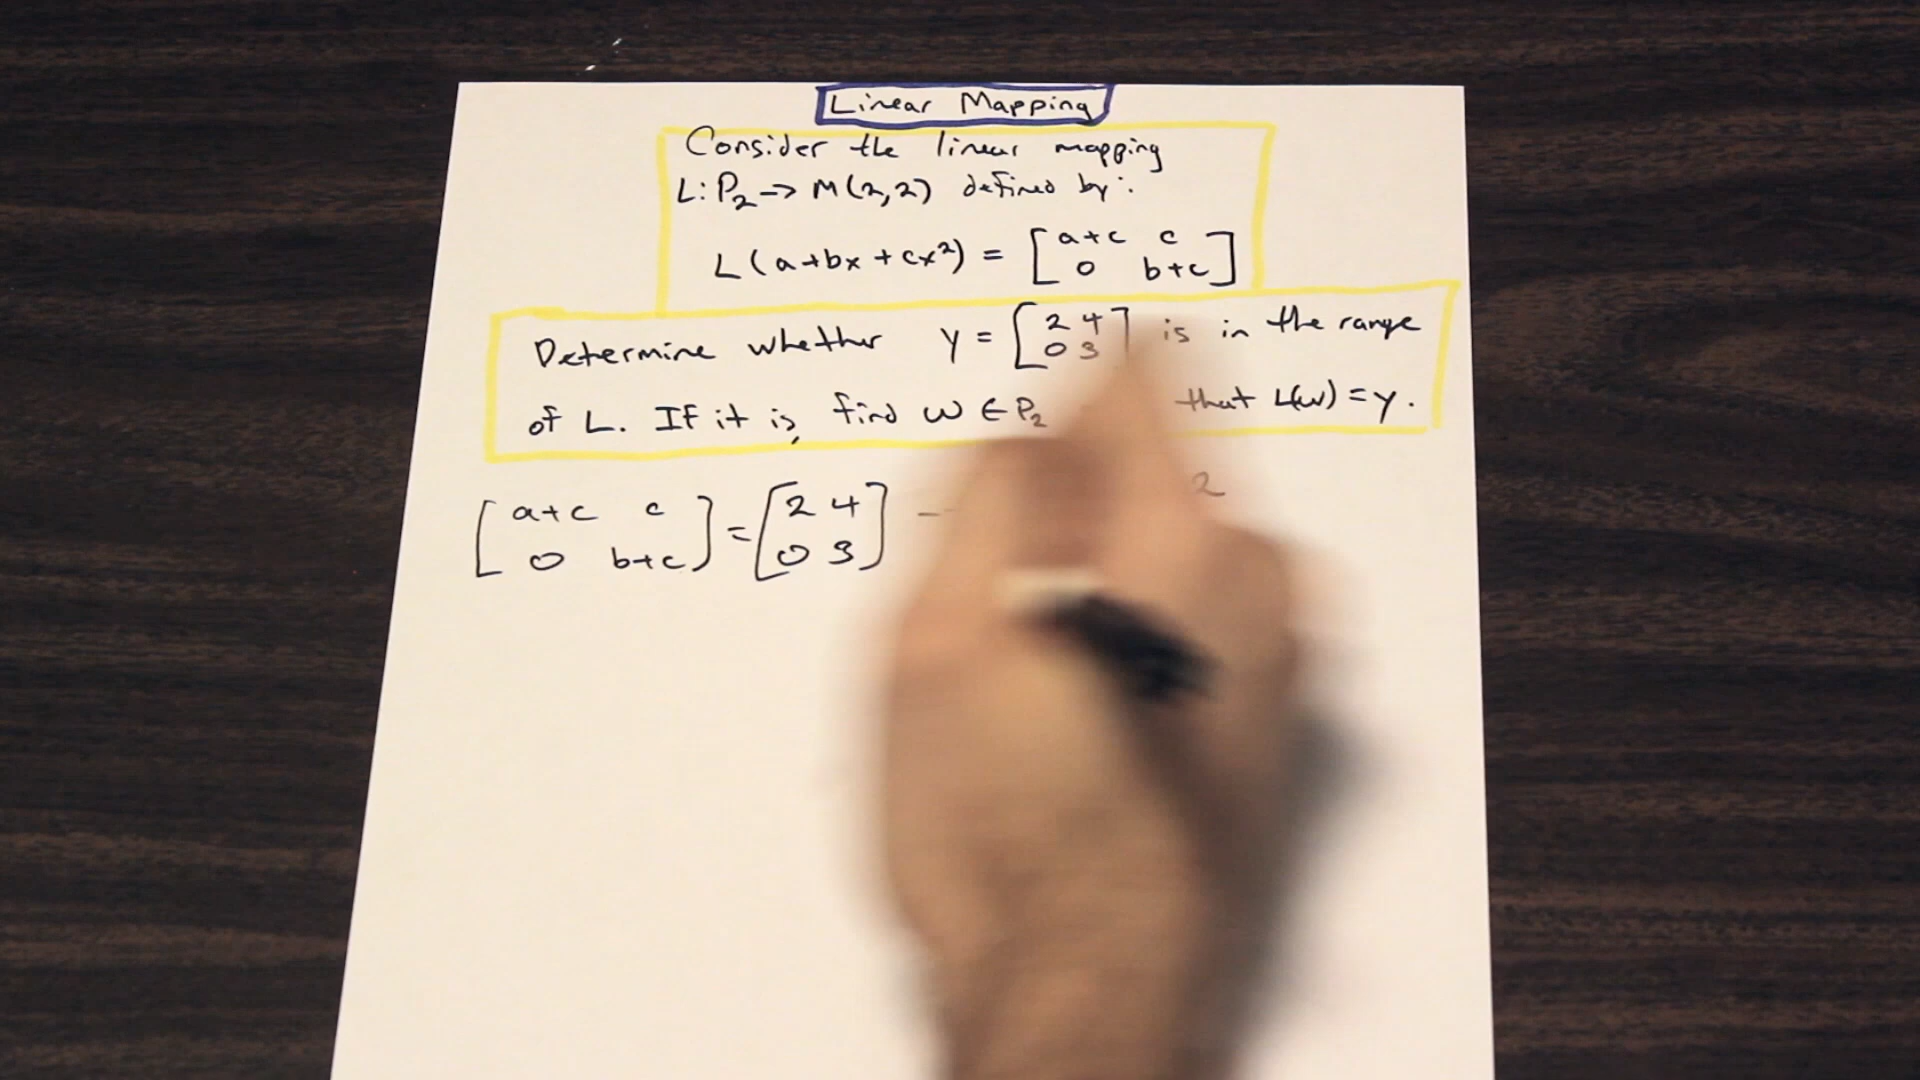 Linear Mapping
Consider the linear mapping
L: P₂ → M(2,2) defined by:
L(a+bx+cx²) = [a+c c
0 b+c]
Determine whether y = [2 4
0 3] is in the range
of L. If it is, find w ∈ P₂ that L(w) = y.
[a+c c
0 b+c] = [2 4
0 3] 2